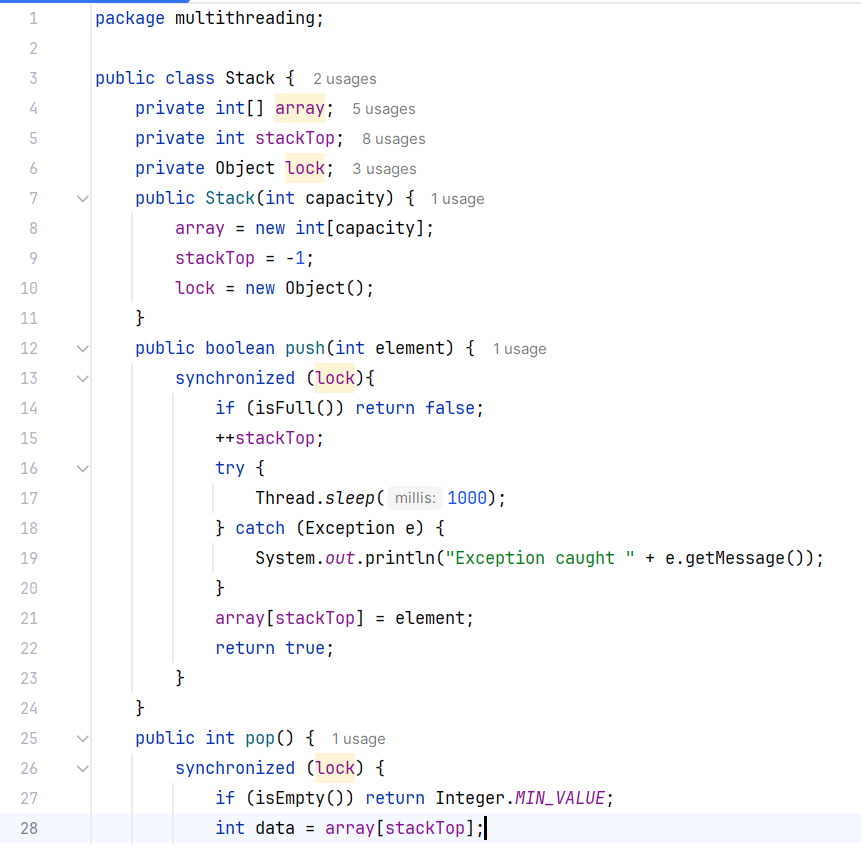 1 package multithreading;
2
3 public class Stack { 2 usages
4 private int[] array; 5 usages
5 private int stackTop; 8 usages
6 private Object lock; 3 usages
7 public Stack(int capacity) { 1 usage
8 array = new int[capacity];
9 stackTop = -1;
10 lock = new Object();
11 }
12 public boolean push(int element) { 1 usage
13 synchronized (lock){
14 if (isFull()) return false;
15 ++stackTop;
16 try {
17 Thread.sleep( millis: 1000);
18 } catch (Exception e) {
19 System.out.println("Exception caught " + e.getMessage());
20 }
21 array[stackTop] = element;
22 return true;
23 }
24 }
25 public int pop() { 1 usage
26 synchronized (lock) {
27 if (isEmpty()) return Integer.MIN_VALUE;
28 int data = array[stackTop];